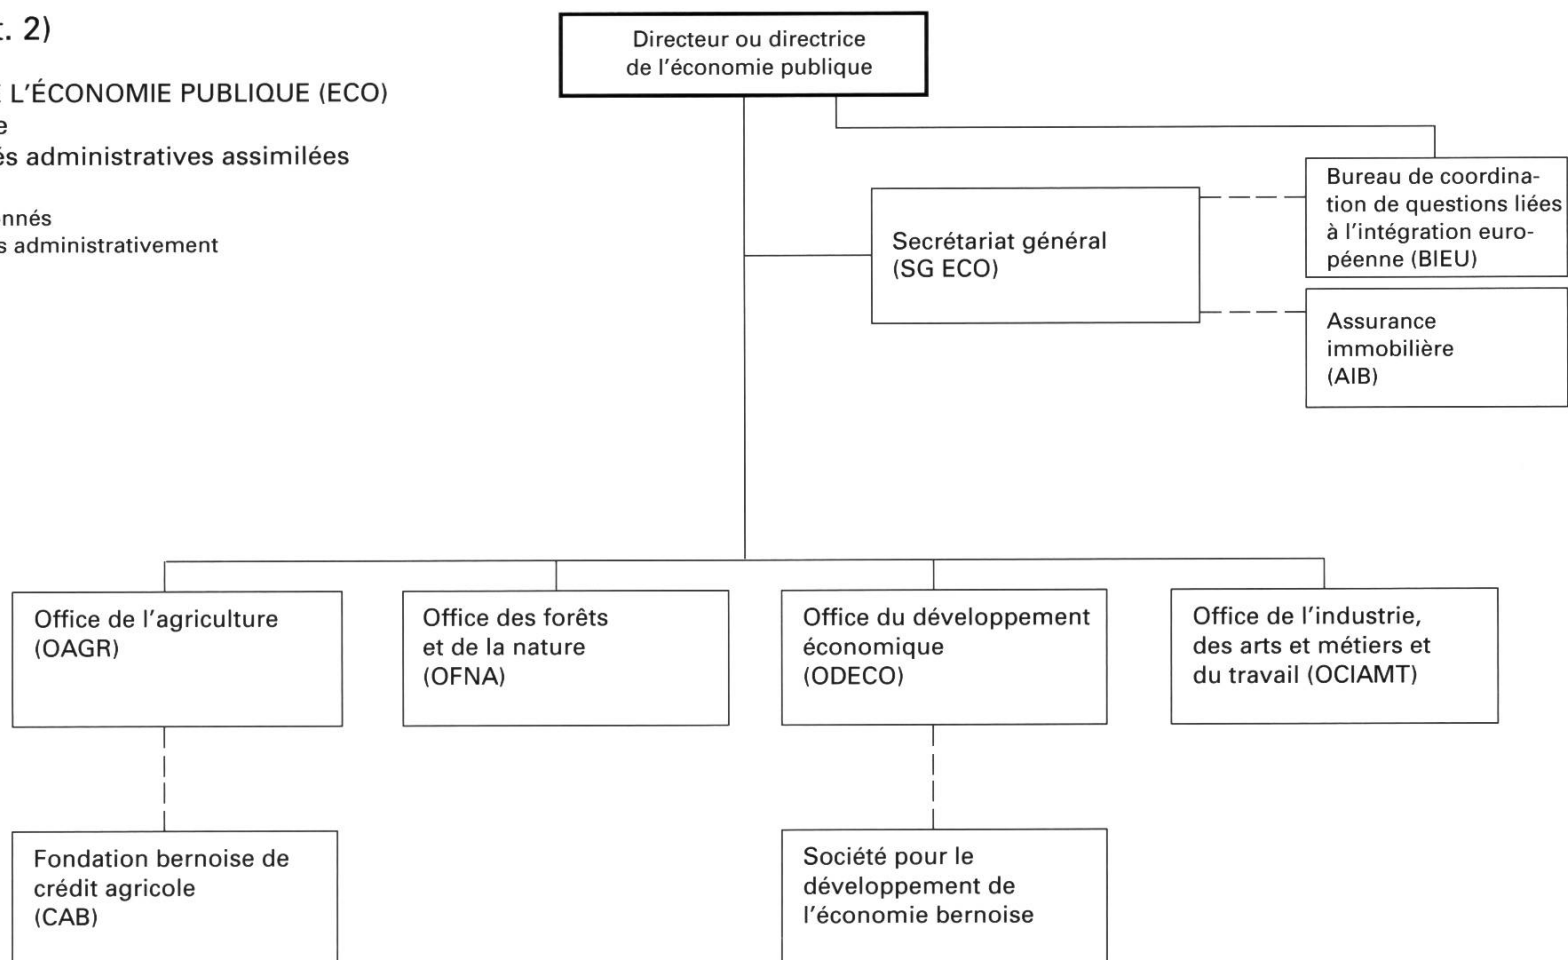 t. 2)
L'ÉCONOMIE PUBLIQUE (ECO)
és administratives assimilées
administrativement
Directeur ou directrice
de l'économie publique
Secrétariat général
(SG ECO)
Bureau de coordina-
tion de questions liées
à l'intégration euro-
péenne (BIEU)
Assurance
immobilière
(AIB)
Office de l'agriculture
(OAGR)
Office des forêts
et de la nature
(OFNA)
Office du développement
économique
(ODECO)
Office de l'industrie,
des arts et métiers et
du travail (OCIAMT)
Fondation bernoise de
crédit agricole
(CAB)
Société pour le
développement de
l'économie bernoise